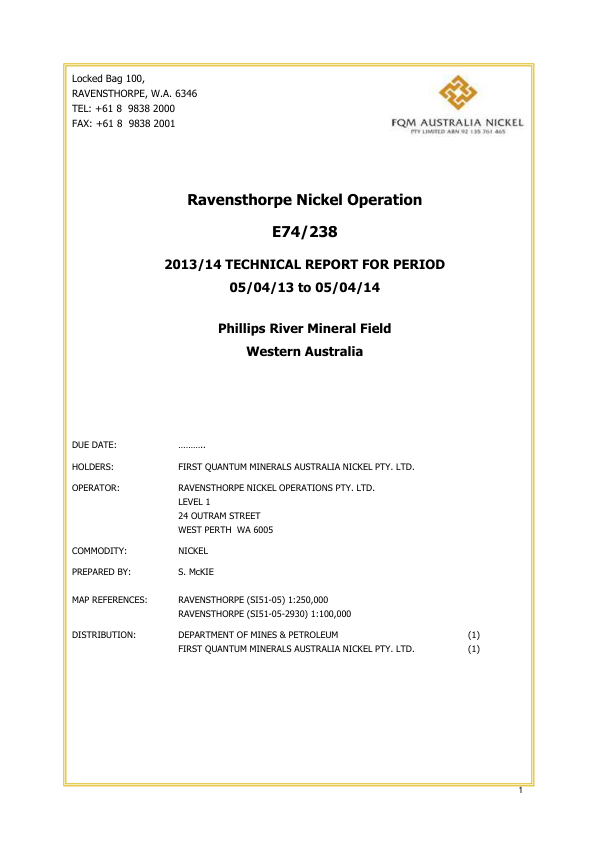 Locked Bag 100,
RAVENSTHORPE, W.A. 6346
TEL: +61 8  9838 2000
FAX: +61 8  9838 2001
FQM AUSTRALIA NICKEL
PTY LIMITED ABN 92 135 761 465
Ravensthorpe Nickel Operation
E74/238
2013/14 TECHNICAL REPORT FOR PERIOD
05/04/13 to 05/04/14
Phillips River Mineral Field
Western Australia
DUE DATE: ………..
HOLDERS: FIRST QUANTUM MINERALS AUSTRALIA NICKEL PTY. LTD.
OPERATOR: RAVENSTHORPE NICKEL OPERATIONS PTY. LTD.
LEVEL 1
24 OUTRAM STREET
WEST PERTH  WA 6005
COMMODITY: NICKEL
PREPARED BY: S. McKIE
MAP REFERENCES: RAVENSTHORPE (SI51-05) 1:250,000
RAVENSTHORPE (SI51-05-2930) 1:100,000
DISTRIBUTION: DEPARTMENT OF MINES & PETROLEUM (1)
FIRST QUANTUM MINERALS AUSTRALIA NICKEL PTY. LTD. (1)
1